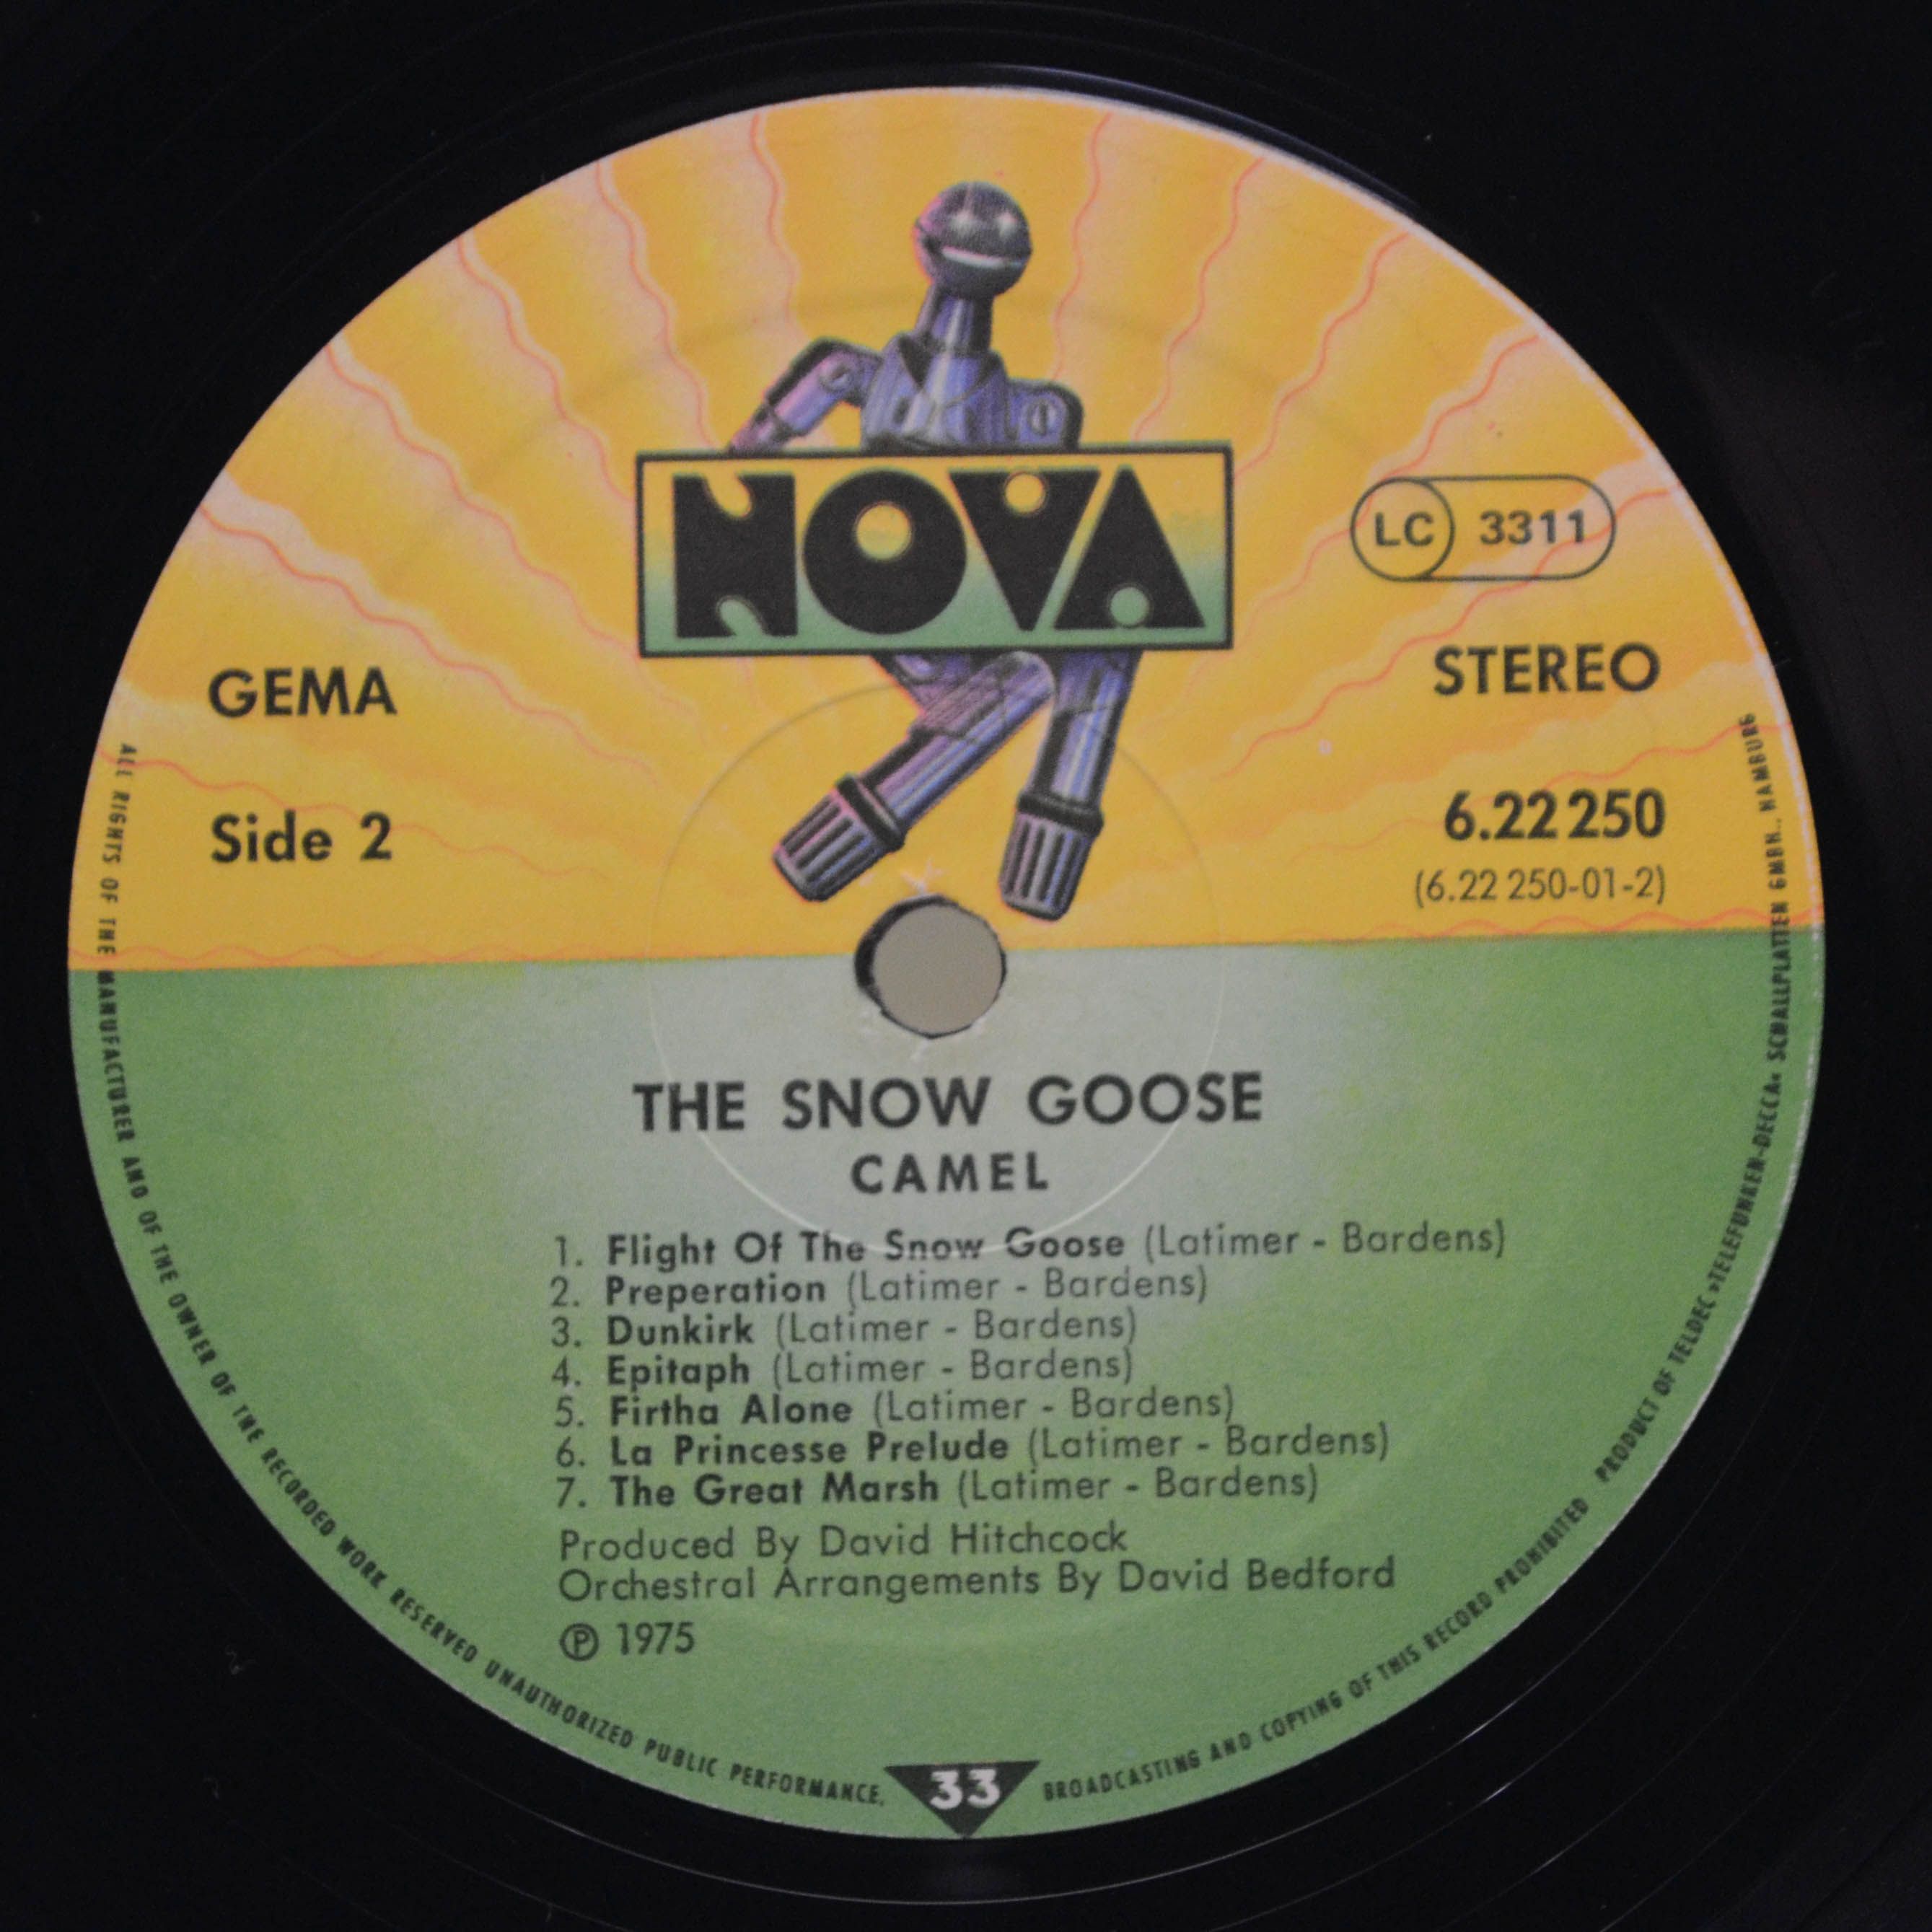 NOVA
LC 3311
GEMA
STEREO
Side 2
6.22 250
(6.22 250-01-2)
THE SNOW GOOSE
CAMEL
1. Flight Of The Snow Goose (Latimer - Bardens)
2. Preperation (Latimer - Bardens)
3. Dunkirk (Latimer - Bardens)
4. Epitaph (Latimer - Bardens)
5. Firtha Alone (Latimer - Bardens)
6. La Princesse Prelude (Latimer - Bardens)
7. The Great Marsh (Latimer - Bardens)
Produced By David Hitchcock
Orchestral Arrangements By David Bedford
℗ 1975
33
ALL RIGHTS OF THE MANUFACTURER AND OF THE OWNER OF THE RECORDED WORK RESERVED UNAUTHORIZED PUBLIC PERFORMANCE, BROADCASTING AND COPYING OF THIS RECORD PROHIBITED PRODUCT OF TELDEC »TELEFUNKEN-DECCA« SCHALLPLATTEN GMBH., HAMBURG